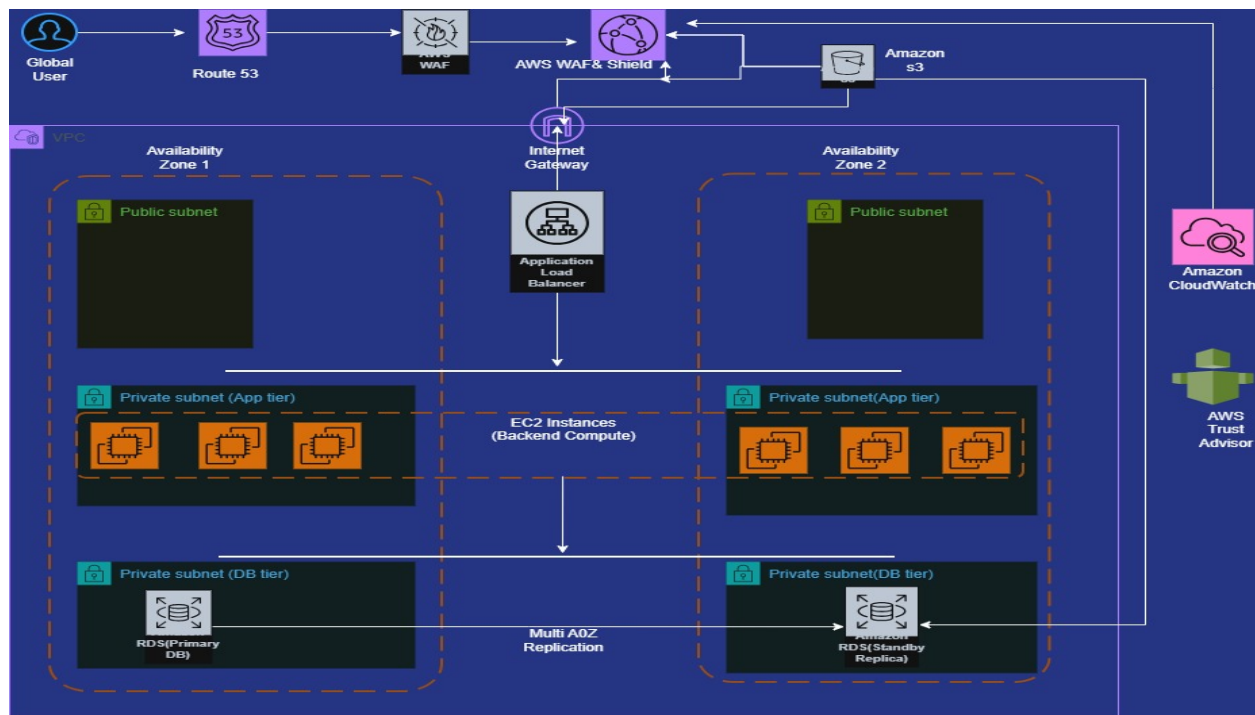 53
Global
User
Route 53
AWS
WAF
AWS WAF& Shield
Amazon
s3
VPC
Availability
Zone 1
Internet
Gateway
Availability
Zone 2
Public subnet
Public subnet
Application
Load
Balancer
Amazon
CloudWatch
Private subnet (App tier)
Private subnet(App tier)
EC2 Instances
(Backend Compute)
AWS
Trust
Advisor
Private subnet (DB tier)
Private subnet(DB tier)
RDS(Primary
DB)
Multi A0Z
Replication
Amazon
RDS(Standby
Replica)